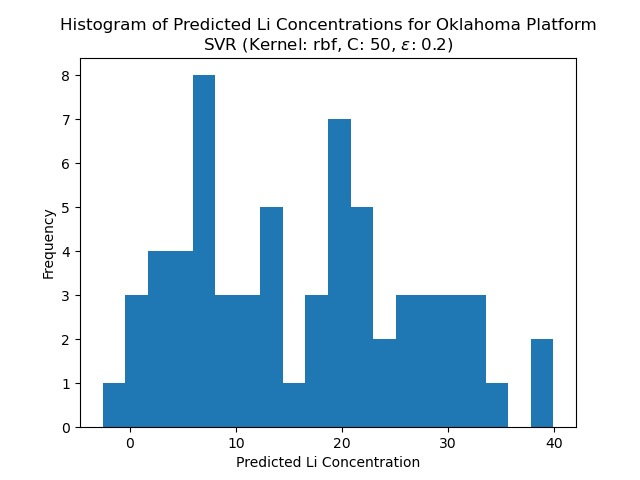 Histogram of Predicted Li Concentrations for Oklahoma Platform
SVR (Kernel: rbf, C: 50, ε: 0.2)
8
7
6
5
4
3
2
1
0
Frequency
0 10 20 30 40
Predicted Li Concentration